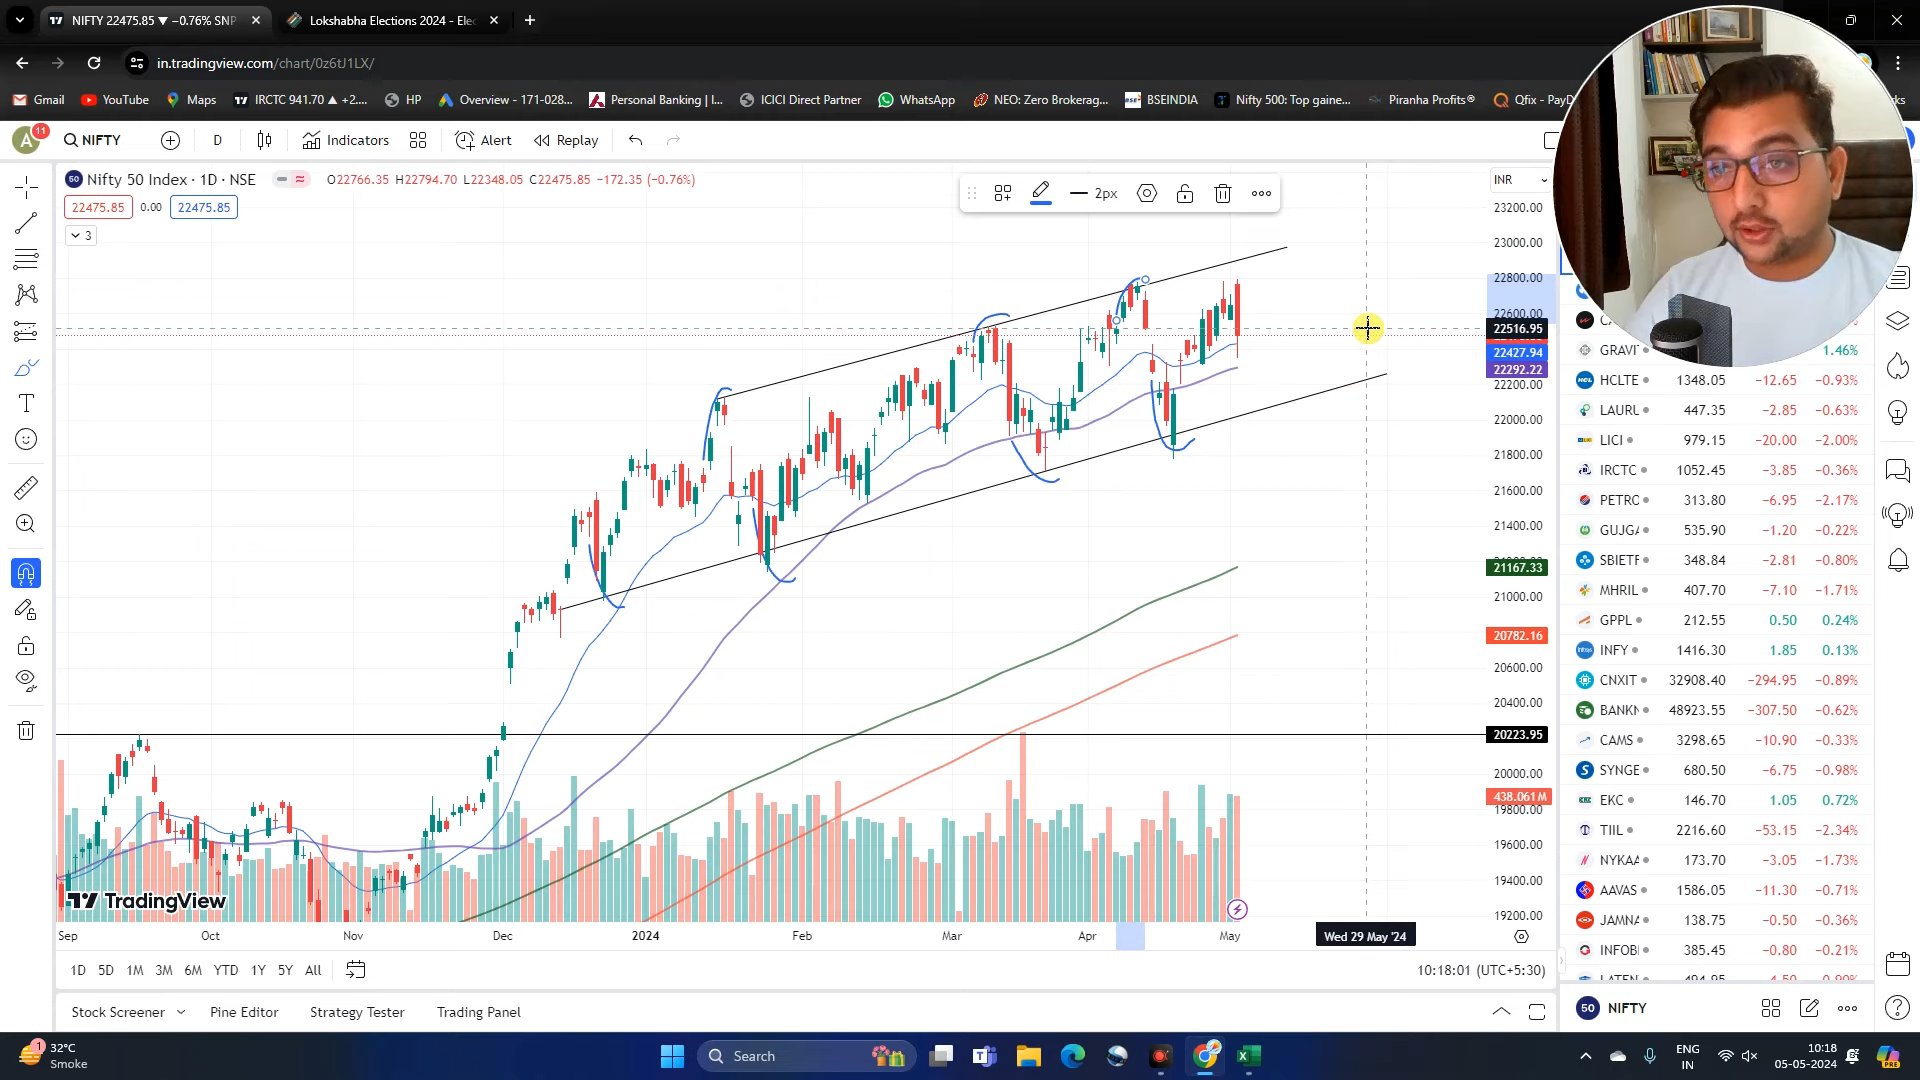 NIFTY 22475.85 ▼ −0.76% SNP
Lokshabha Elections 2024 - Ele
in.tradingview.com/chart/0z6tJ1LX/
Gmail YouTube Maps IRCTC 941.70 ▲ +2.... HP Overview - 171-028... Personal Banking | I... ICICI Direct Partner WhatsApp NEO: Zero Brokerag... BSEINDIA Nifty 500: Top gaine... Piranha Profits® Qfix - PayD
A 11 NIFTY D Indicators Alert Replay
Nifty 50 Index · 1D · NSE O22766.35 H22794.70 L22348.05 C22475.85 −172.35 (−0.76%)
22475.85 0.00 22475.85
3
2px
INR
23200.00
23000.00
22800.00
22600.00
22516.95
22427.94
22292.22
22200.00
22000.00
21800.00
21600.00
21400.00
21167.33
21000.00
20782.16
20600.00
20400.00
20223.95
20000.00
438.061M
19800.00
19600.00
19400.00
19200.00
TradingView
Sep Oct Nov Dec 2024 Feb Mar Apr May Wed 29 May '24
1D 5D 1M 3M 6M YTD 1Y 5Y All 10:18:01 (UTC+5:30)
Stock Screener Pine Editor Strategy Tester Trading Panel
GRAVI 1.46%
HCLTE 1348.05 −12.65 −0.93%
LAURU 447.35 −2.85 −0.63%
LICI 979.15 −20.00 −2.00%
IRCTC 1052.45 −3.85 −0.36%
PETRO 313.80 −6.95 −2.17%
GUJGA 535.90 −1.20 −0.22%
SBIETF 348.84 −2.81 −0.80%
MHRIL 407.70 −7.10 −1.71%
GPPL 212.55 0.50 0.24%
INFY 1416.30 1.85 0.13%
CNXIT 32908.40 −294.95 −0.89%
BANKN 48923.55 −307.50 −0.62%
CAMS 3298.65 −10.90 −0.33%
SYNGE 680.50 −6.75 −0.98%
EKC 146.70 1.05 0.72%
TIIL 2216.60 −53.15 −2.34%
NYKAA 173.70 −3.05 −1.73%
AAVAS 1586.05 −11.30 −0.71%
JAMNA 138.75 −0.50 −0.36%
INFOBI 385.45 −0.80 −0.21%
50 NIFTY
1 32°C
Smoke
Search
ENG
IN
10:18
05-05-2024